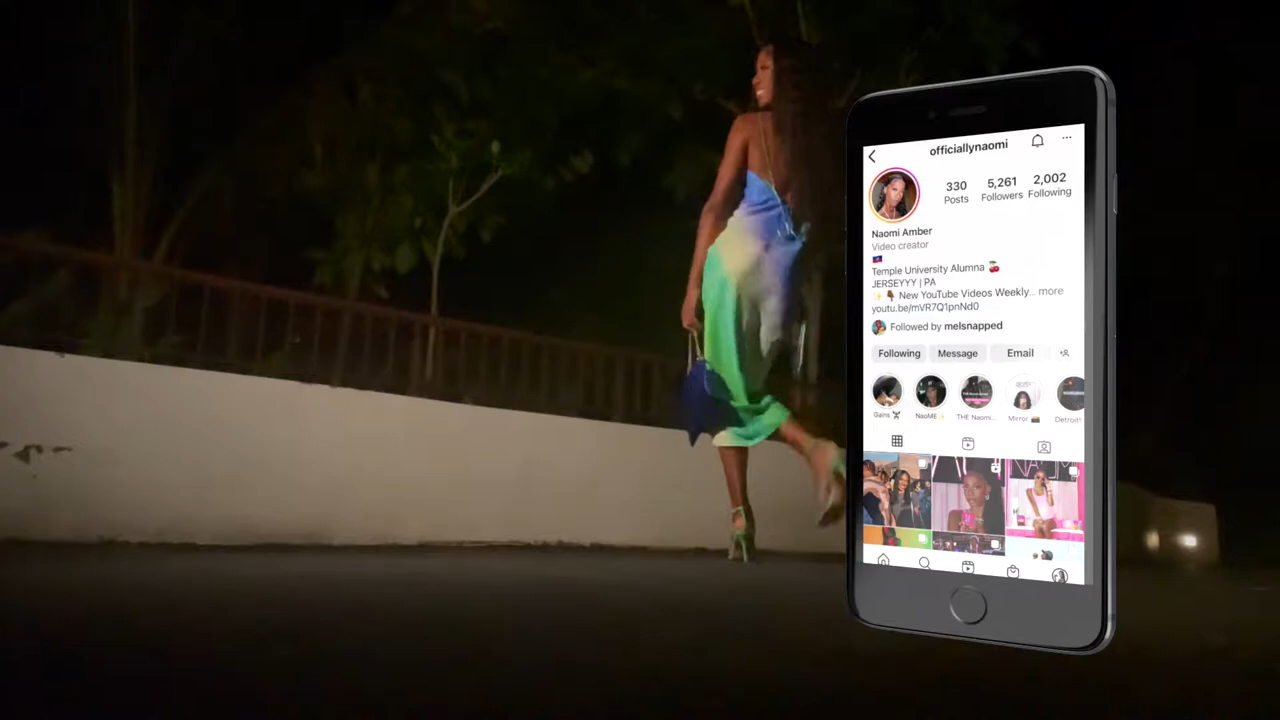 officiallynaomi
330 5,261 2,002
Posts Followers Following
Naomi Amber
Video creator
Temple University Alumna 🍒
JERSEYYY | PA
✨ 👇🏾 New YouTube Videos Weekly... more
youtu.be/mVR7Q1pnNd0
Followed by melsnapped
Following Message Email
Gains NaoME✨ THE Naomi... Mirror 📸 Detroit!